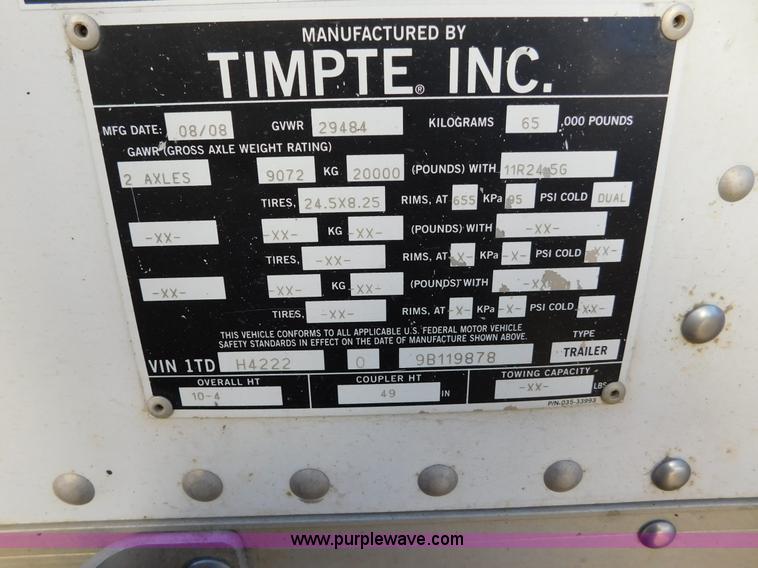 MANUFACTURED BY
TIMPTE® INC.
MFG DATE: 08/08 GVWR 29484 KILOGRAMS 65 ,000 POUNDS
GAWR (GROSS AXLE WEIGHT RATING)
2 AXLES 9072 KG 20000 (POUNDS) WITH 11R24.5G
TIRES, 24.5X8.25 RIMS, AT 655 KPa 95 PSI COLD DUAL
-XX- -XX- KG -XX- (POUNDS) WITH -XX-
TIRES, -XX- RIMS, AT -X- KPa -X- PSI COLD -XX-
-XX- -XX- KG -XX- (POUNDS) WITH -XX-
TIRES, -XX- RIMS, AT -X- KPa -X- PSI COLD -XX-
THIS VEHICLE CONFORMS TO ALL APPLICABLE U.S. FEDERAL MOTOR VEHICLE
SAFETY STANDARDS IN EFFECT ON THE DATE OF MANUFACTURE SHOWN ABOVE.
TYPE
VIN 1TD H4222 0 9B119878 TRAILER
OVERALL HT COUPLER HT TOWING CAPACITY
10-4 49 IN -XX- LBS
P/N-035-33993
www.purplewave.com